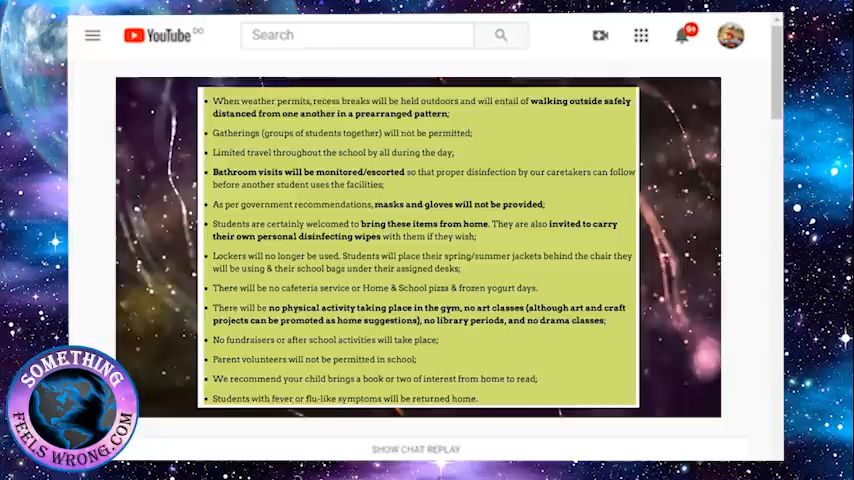 YouTube DO
Search
9+
When weather permits, recess breaks will be held outdoors and will entail of walking outside safely
distanced from one another in a prearranged pattern;
Gatherings (groups of students together) will not be permitted;
Limited travel throughout the school by all during the day;
Bathroom visits will be monitored/escorted so that proper disinfection by our caretakers can follow
before another student uses the facilities;
As per government recommendations, masks and gloves will not be provided;
Students are certainly welcomed to bring these items from home. They are also invited to carry
their own personal disinfecting wipes with them if they wish;
Lockers will no longer be used. Students will place their spring/summer jackets behind the chair they
will be using & their school bags under their assigned desks;
There will be no cafeteria service or Home & School pizza & frozen yogurt days.
There will be no physical activity taking place in the gym, no art classes (although art and craft
projects can be promoted as home suggestions), no library periods, and no drama classes;
No fundraisers or after school activities will take place;
Parent volunteers will not be permitted in school;
We recommend your child brings a book or two of interest from home to read;
Students with fever or flu-like symptoms will be returned home.
SHOW CHAT REPLAY
SOMETHING
FEELS WRONG.COM